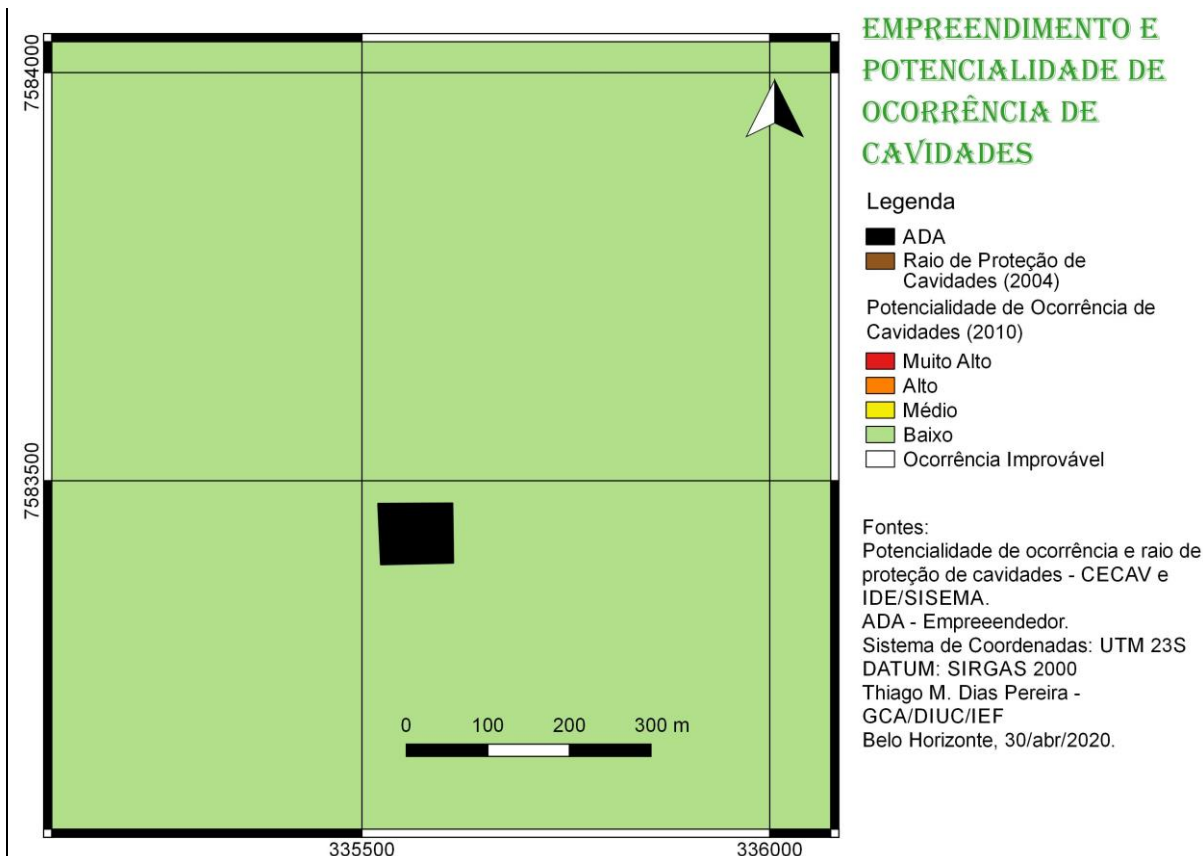 EMPREENDIMENTO E
POTENCIALIDADE DE
OCORRÊNCIA DE
CAVIDADES
Legenda
ADA
Raio de Proteção de
Cavidades (2004)
Potencialidade de Ocorrência de
Cavidades (2010)
Muito Alto
Alto
Médio
Baixo
Ocorrência Improvável
Fontes:
Potencialidade de ocorrência e raio de
proteção de cavidades - CECAV e
IDE/SISEMA.
ADA - Empreeendedor.
Sistema de Coordenadas: UTM 23S
DATUM: SIRGAS 2000
Thiago M. Dias Pereira -
GCA/DIUC/IEF
Belo Horizonte, 30/abr/2020.
7584000
7583500
0 100 200 300 m
335500 336000